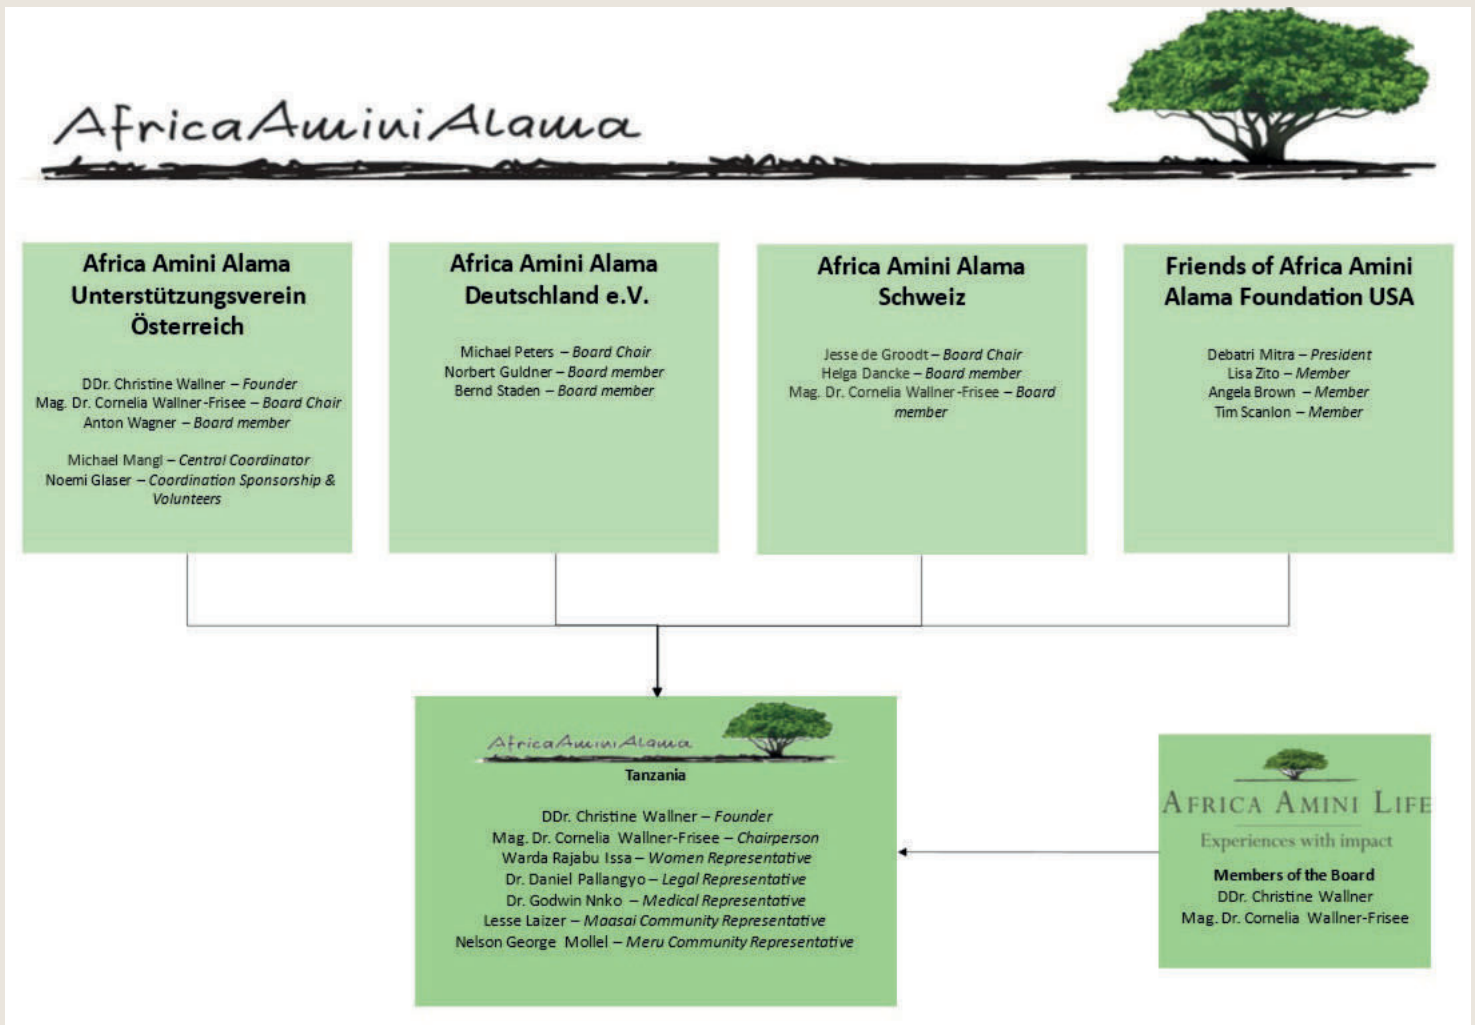 AfricaAminiAlama
Africa Amini Alama
Unterstützungsverein
Österreich
DDr. Christine Wallner – Founder
Mag. Dr. Cornelia Wallner-Frisee – Board Chair
Anton Wagner – Board member
Michael Mangl – Central Coordinator
Noemi Glaser – Coordination Sponsorship &
Volunteers
Africa Amini Alama
Deutschland e.V.
Michael Peters – Board Chair
Norbert Guldner – Board member
Bernd Staden – Board member
Africa Amini Alama
Schweiz
Jesse de Groodt – Board Chair
Helga Dancke – Board member
Mag. Dr. Cornelia Wallner-Frisee – Board
member
Friends of Africa Amini
Alama Foundation USA
Debatri Mitra – President
Lisa Zito – Member
Angela Brown – Member
Tim Scanlon – Member
AfricaAminiAlama
Tanzania
DDr. Christine Wallner – Founder
Mag. Dr. Cornelia Wallner-Frisee – Chairperson
Warda Rajabu Issa – Women Representative
Dr. Daniel Pallangyo – Legal Representative
Dr. Godwin Nnko – Medical Representative
Lesse Laizer – Maasai Community Representative
Nelson George Mollel – Meru Community Representative
AFRICA AMINI LIFE
Experiences with impact
Members of the Board
DDr. Christine Wallner
Mag. Dr. Cornelia Wallner-Frisee